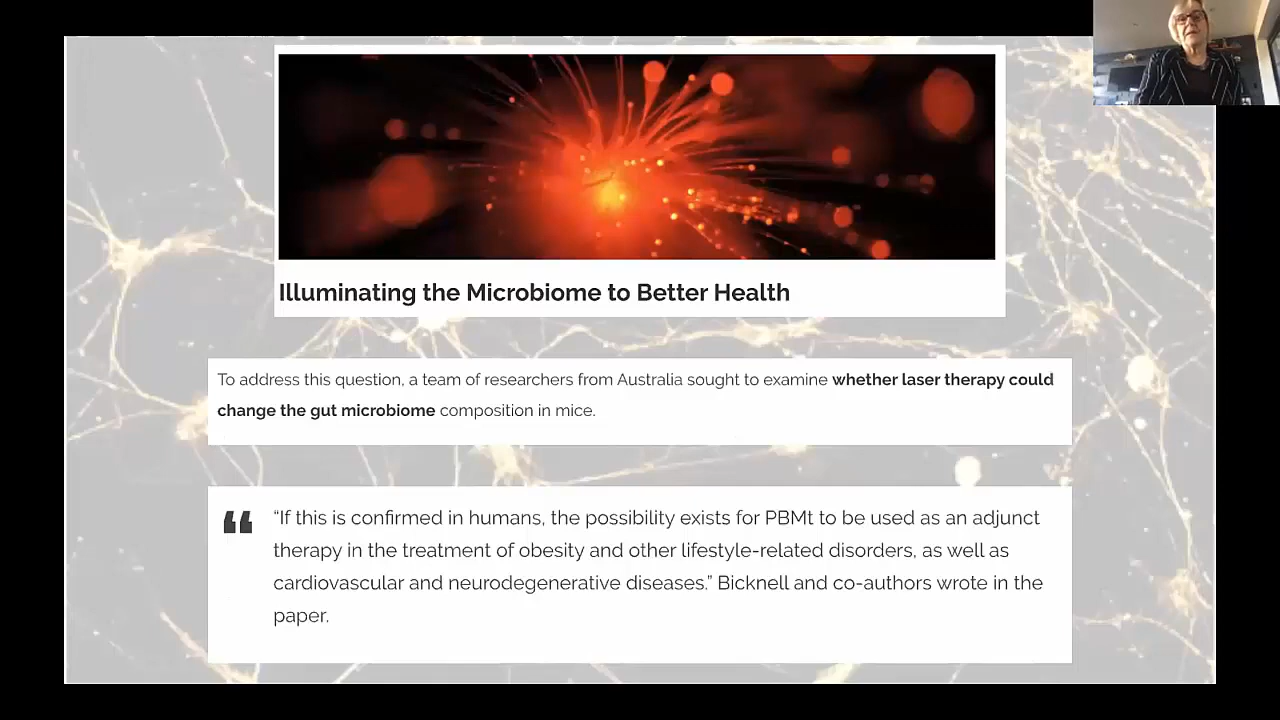 Illuminating the Microbiome to Better Health
To address this question, a team of researchers from Australia sought to examine whether laser therapy could
change the gut microbiome composition in mice.
“If this is confirmed in humans, the possibility exists for PBMt to be used as an adjunct
therapy in the treatment of obesity and other lifestyle-related disorders, as well as
cardiovascular and neurodegenerative diseases.” Bicknell and co-authors wrote in the
paper.